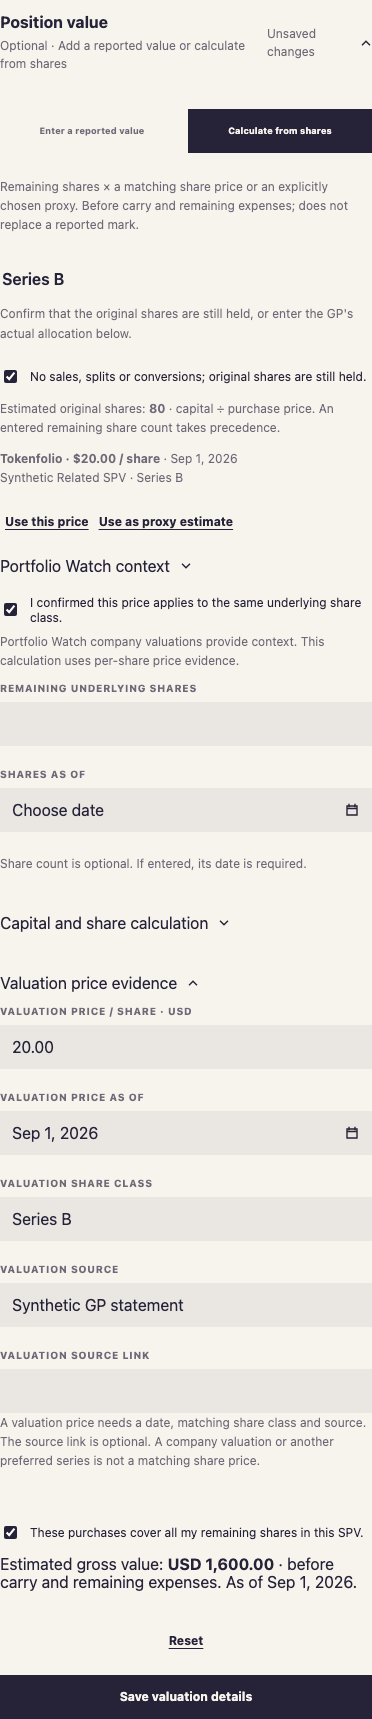 Position value
Optional · Add a reported value or calculate
from shares
Unsaved
changes
Enter a reported value
Calculate from shares
Remaining shares × a matching share price or an explicitly
chosen proxy. Before carry and remaining expenses; does not
replace a reported mark.
Series B
Confirm that the original shares are still held, or enter the GP's
actual allocation below.
No sales, splits or conversions; original shares are still held.
Estimated original shares: 80 · capital ÷ purchase price. An
entered remaining share count takes precedence.
Tokenfolio · $20.00 / share · Sep 1, 2026
Synthetic Related SPV · Series B
Use this price Use as proxy estimate
Portfolio Watch context
I confirmed this price applies to the same underlying share
class.
Portfolio Watch company valuations provide context. This
calculation uses per-share price evidence.
REMAINING UNDERLYING SHARES
SHARES AS OF
Choose date
Share count is optional. If entered, its date is required.
Capital and share calculation
Valuation price evidence
VALUATION PRICE / SHARE · USD
20.00
VALUATION PRICE AS OF
Sep 1, 2026
VALUATION SHARE CLASS
Series B
VALUATION SOURCE
Synthetic GP statement
VALUATION SOURCE LINK
A valuation price needs a date, matching share class and source.
The source link is optional. A company valuation or another
preferred series is not a matching share price.
These purchases cover all my remaining shares in this SPV.
Estimated gross value: USD 1,600.00 · before
carry and remaining expenses. As of Sep 1, 2026.
Reset
Save valuation details